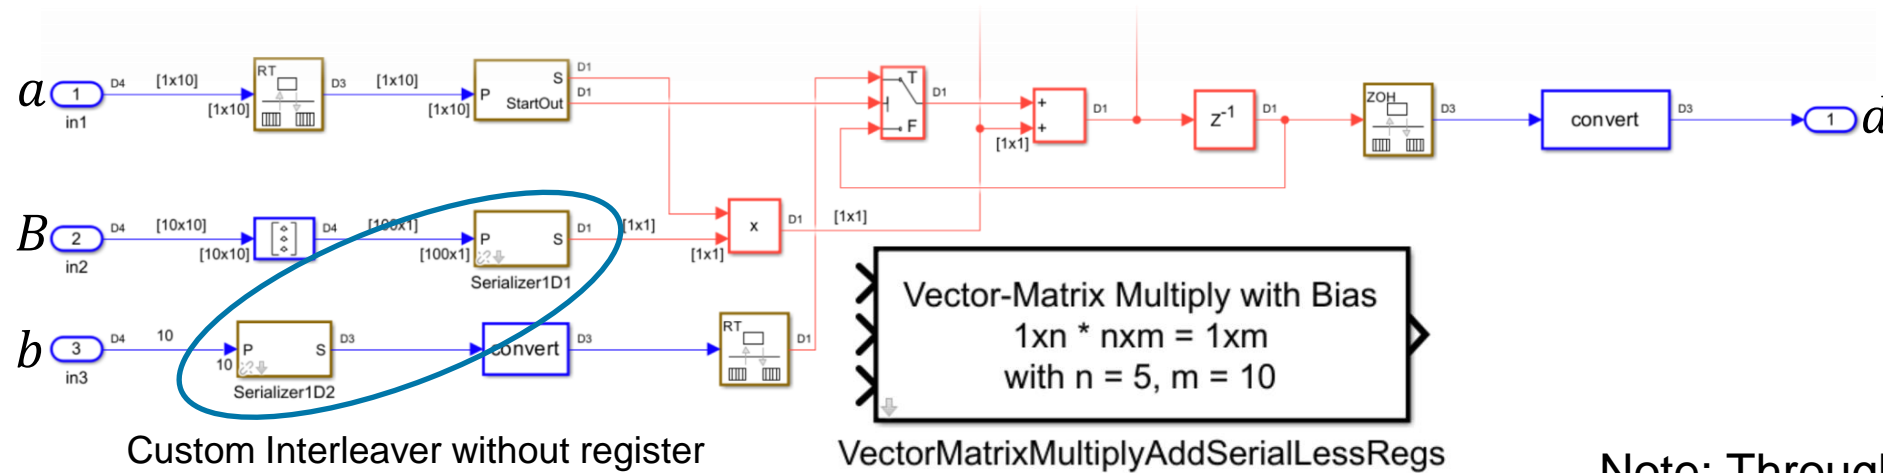 a 1 in1 D4 [1x10] [1x10] RT D3 [1x10] [1x10] P S StartOut D1 D1
T F D1 + + [1x1] D1 Z-1 D1 ZOH D3 convert D3 1 d
B 2 in2 D4 [10x10] [10x10] D4 [100x1] [100x1] P S D1 [1x1] [1x1] x D1 [1x1]
Serializer1D1
b 3 in3 D4 10 10 P S D3 convert D3 RT D1
Serializer1D2
Vector-Matrix Multiply with Bias
1xn * nxm = 1xm
with n = 5, m = 10
Custom Interleaver without register
VectorMatrixMultiplyAddSerialLessRegs
Note: